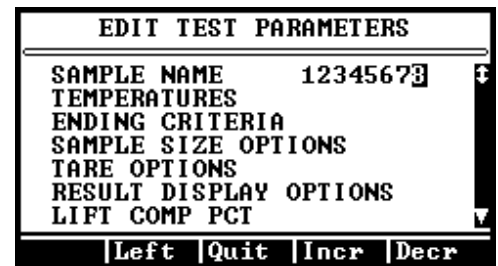 EDIT TEST PARAMETERS
SAMPLE NAME 12345678
TEMPERATURES
ENDING CRITERIA
SAMPLE SIZE OPTIONS
TARE OPTIONS
RESULT DISPLAY OPTIONS
LIFT COMP PCT
Left Quit Incr Decr